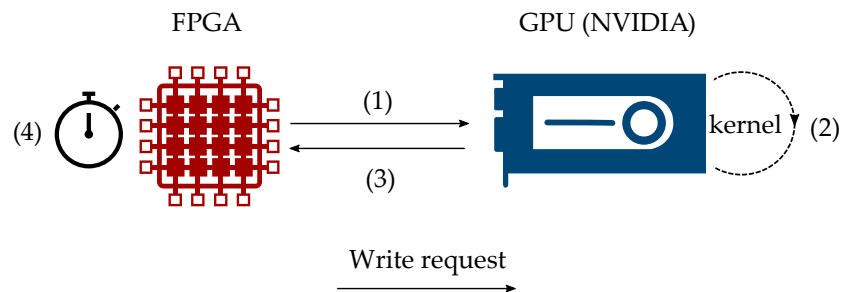 FPGA
GPU (NVIDIA)
(1)
(4)
kernel
(2)
(3)
Write request